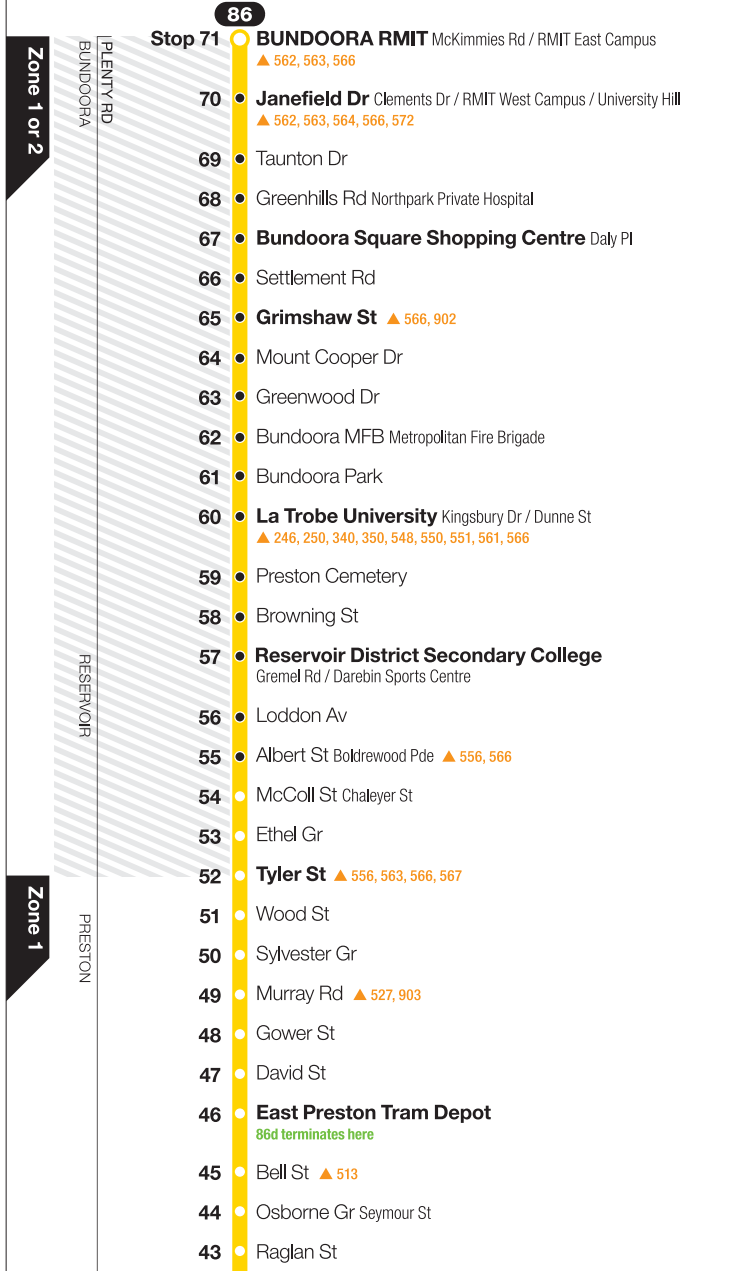 86
Stop 71 BUNDOORA RMIT McKimmies Rd / RMIT East Campus
▲ 562, 563, 566
Zone 1 or 2
BUNDOORA
PLENTY RD
70 Janefield Dr Clements Dr / RMIT West Campus / University Hill
▲ 562, 563, 564, 566, 572
69 Taunton Dr
68 Greenhills Rd Northpark Private Hospital
67 Bundoora Square Shopping Centre Daly Pl
66 Settlement Rd
65 Grimshaw St ▲ 566, 902
64 Mount Cooper Dr
63 Greenwood Dr
62 Bundoora MFB Metropolitan Fire Brigade
61 Bundoora Park
60 La Trobe University Kingsbury Dr / Dunne St
▲ 246, 250, 340, 350, 548, 550, 551, 561, 566
59 Preston Cemetery
58 Browning St
RESERVOIR
57 Reservoir District Secondary College
Gremel Rd / Darebin Sports Centre
56 Loddon Av
55 Albert St Boldrewood Pde ▲ 556, 566
54 McColl St Chaleyer St
53 Ethel Gr
52 Tyler St ▲ 556, 563, 566, 567
Zone 1
PRESTON
51 Wood St
50 Sylvester Gr
49 Murray Rd ▲ 527, 903
48 Gower St
47 David St
46 East Preston Tram Depot
86d terminates here
45 Bell St ▲ 513
44 Osborne Gr Seymour St
43 Raglan St